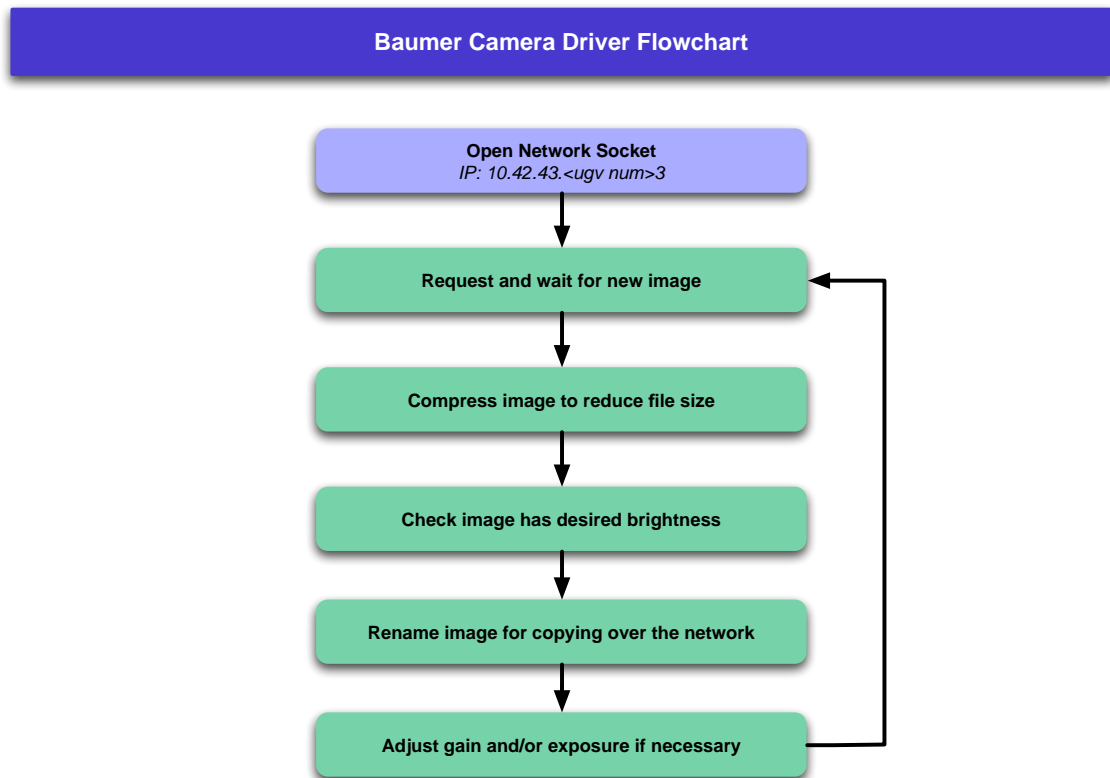 Baumer Camera Driver Flowchart
Open Network Socket
IP: 10.42.43.<ugv num>3
Request and wait for new image
Compress image to reduce file size
Check image has desired brightness
Rename image for copying over the network
Adjust gain and/or exposure if necessary